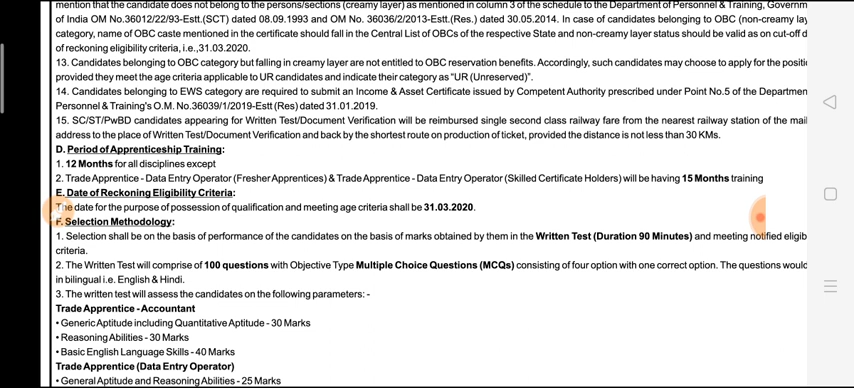 mention that the candidate does not belong to the persons/sections (creamy layer) as mentioned in column 3 of the schedule to the Department of Personnel & Training, Governm
of India OM No.36012/22/93-Estt.(SCT) dated 08.09.1993 and OM No. 36036/2/2013-Estt.(Res.) dated 30.05.2014. In case of candidates belonging to OBC (non-creamy lay
category, name of OBC caste mentioned in the certificate should fall in the Central List of OBCs of the respective State and non-creamy layer status should be valid as on cut-off d
of reckoning eligibility criteria, i.e.,31.03.2020.
13. Candidates belonging to OBC category but falling in creamy layer are not entitled to OBC reservation benefits. Accordingly, such candidates may choose to apply for the positi
provided they meet the age criteria applicable to UR candidates and indicate their category as "UR (Unreserved)".
14. Candidates belonging to EWS category are required to submit an Income & Asset Certificate issued by Competent Authority prescribed under Point No.5 of the Departmen
Personnel & Training's O.M. No.36039/1/2019-Estt (Res) dated 31.01.2019.
15. SC/ST/PwBD candidates appearing for Written Test/Document Verification will be reimbursed single second class railway fare from the nearest railway station of the mai
address to the place of Written Test/Document Verification and back by the shortest route on production of ticket, provided the distance is not less than 30 KMs.
D. Period of Apprenticeship Training:
1. 12 Months for all disciplines except
2. Trade Apprentice - Data Entry Operator (Fresher Apprentices) & Trade Apprentice - Data Entry Operator (Skilled Certificate Holders) will be having 15 Months training
E. Date of Reckoning Eligibility Criteria:
The date for the purpose of possession of qualification and meeting age criteria shall be 31.03.2020.
F. Selection Methodology:
1. Selection shall be on the basis of performance of the candidates on the basis of marks obtained by them in the Written Test (Duration 90 Minutes) and meeting notified eligib
criteria.
2. The Written Test will comprise of 100 questions with Objective Type Multiple Choice Questions (MCQs) consisting of four option with one correct option. The questions would
in bilingual i.e. English & Hindi.
3. The written test will assess the candidates on the following parameters: -
Trade Apprentice - Accountant
• Generic Aptitude including Quantitative Aptitude - 30 Marks
• Reasoning Abilities - 30 Marks
• Basic English Language Skills - 40 Marks
Trade Apprentice (Data Entry Operator)
• General Aptitude and Reasoning Abilities - 25 Marks